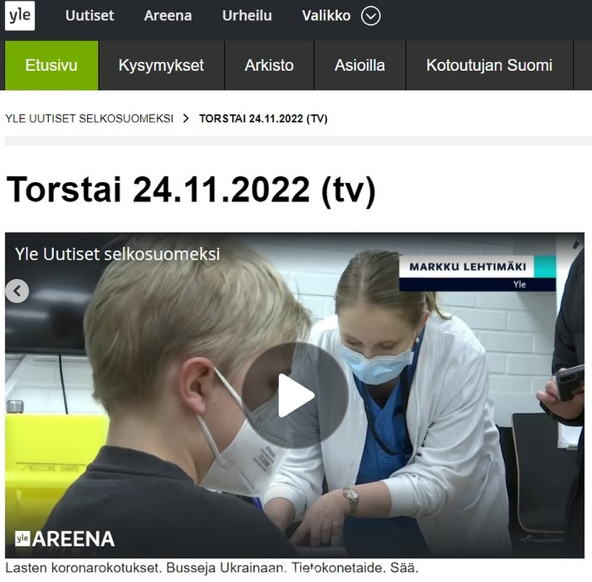 yle Uutiset Areena Urheilu Valikko
Etusivu Kysymykset Arkisto Asioilla Kotoutujan Suomi
YLE UUTISET SELKOSUOMEKSI > TORSTAI 24.11.2022 (TV)
Torstai 24.11.2022 (tv)
Yle Uutiset selkosuomeksi
MARKKU LEHTIMÄKI
Yle
yle AREENA
Lasten koronarokotukset. Busseja Ukrainaan. Tietokonetaide. Sää.